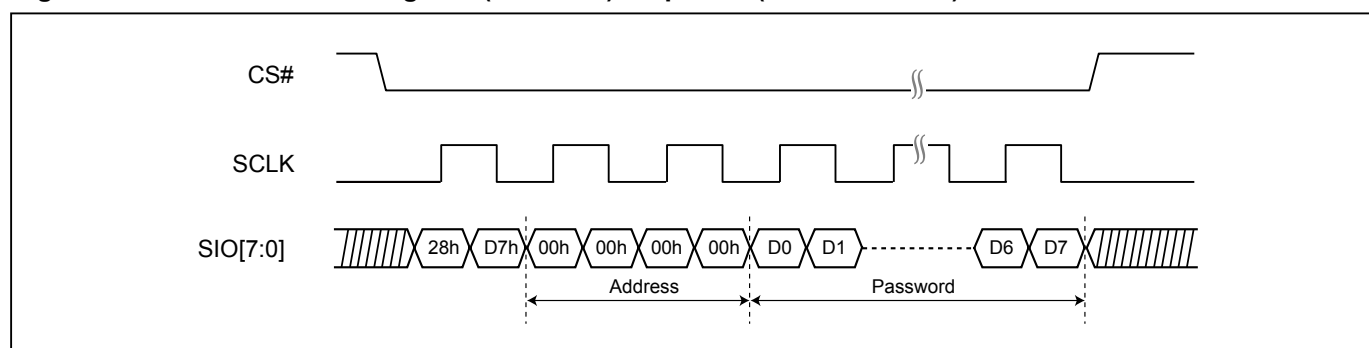 CS#
SCLK
SIO[7:0]
28h D7h 00h 00h 00h 00h D0 D1 D6 D7
Address Password